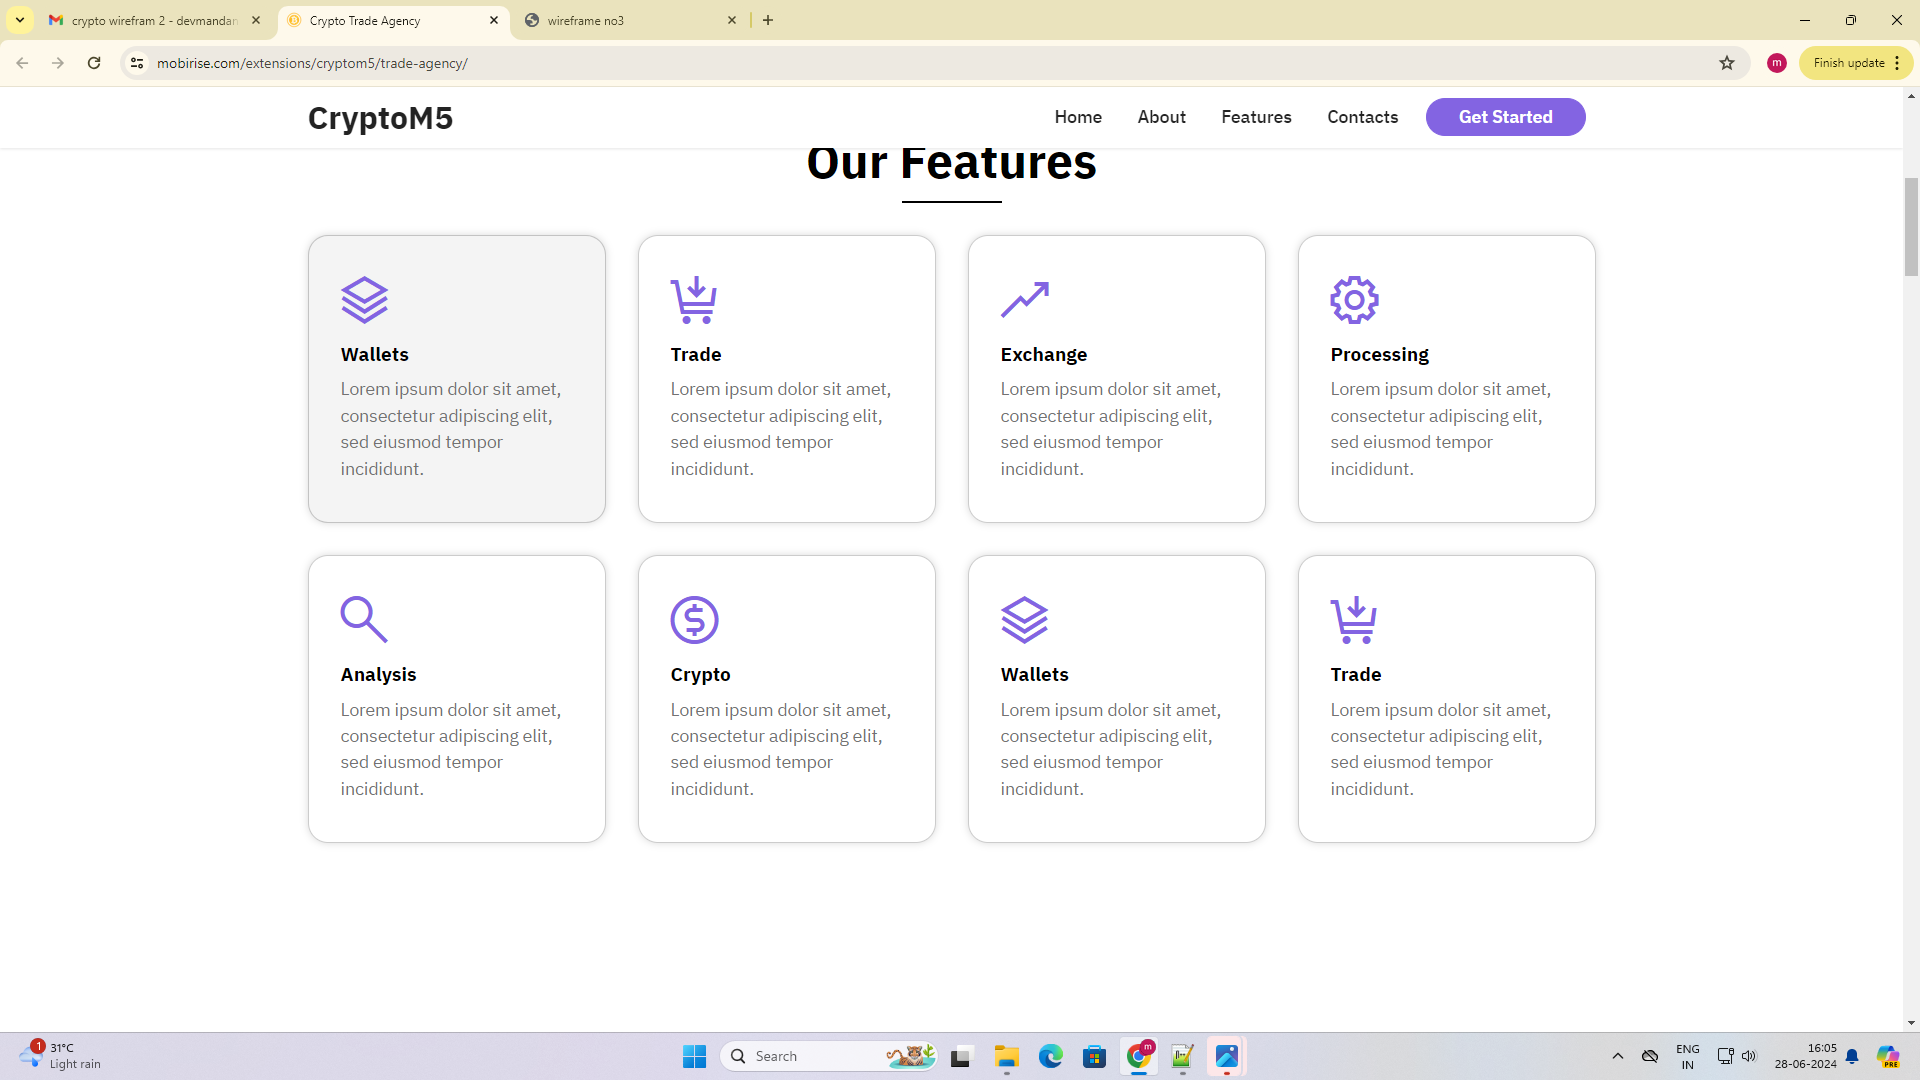 crypto wirefram 2 - devmandan
Crypto Trade Agency
wireframe no3
mobirise.com/extensions/cryptom5/trade-agency/
m
Finish update
CryptoM5
Home
About
Features
Contacts
Get Started
Our Features
Wallets
Lorem ipsum dolor sit amet,
consectetur adipiscing elit,
sed eiusmod tempor
incididunt.
Trade
Lorem ipsum dolor sit amet,
consectetur adipiscing elit,
sed eiusmod tempor
incididunt.
Exchange
Lorem ipsum dolor sit amet,
consectetur adipiscing elit,
sed eiusmod tempor
incididunt.
Processing
Lorem ipsum dolor sit amet,
consectetur adipiscing elit,
sed eiusmod tempor
incididunt.
Analysis
Lorem ipsum dolor sit amet,
consectetur adipiscing elit,
sed eiusmod tempor
incididunt.
Crypto
Lorem ipsum dolor sit amet,
consectetur adipiscing elit,
sed eiusmod tempor
incididunt.
Wallets
Lorem ipsum dolor sit amet,
consectetur adipiscing elit,
sed eiusmod tempor
incididunt.
Trade
Lorem ipsum dolor sit amet,
consectetur adipiscing elit,
sed eiusmod tempor
incididunt.
1
31°C
Light rain
Search
m
ENG
IN
16:05
28-06-2024
PRE